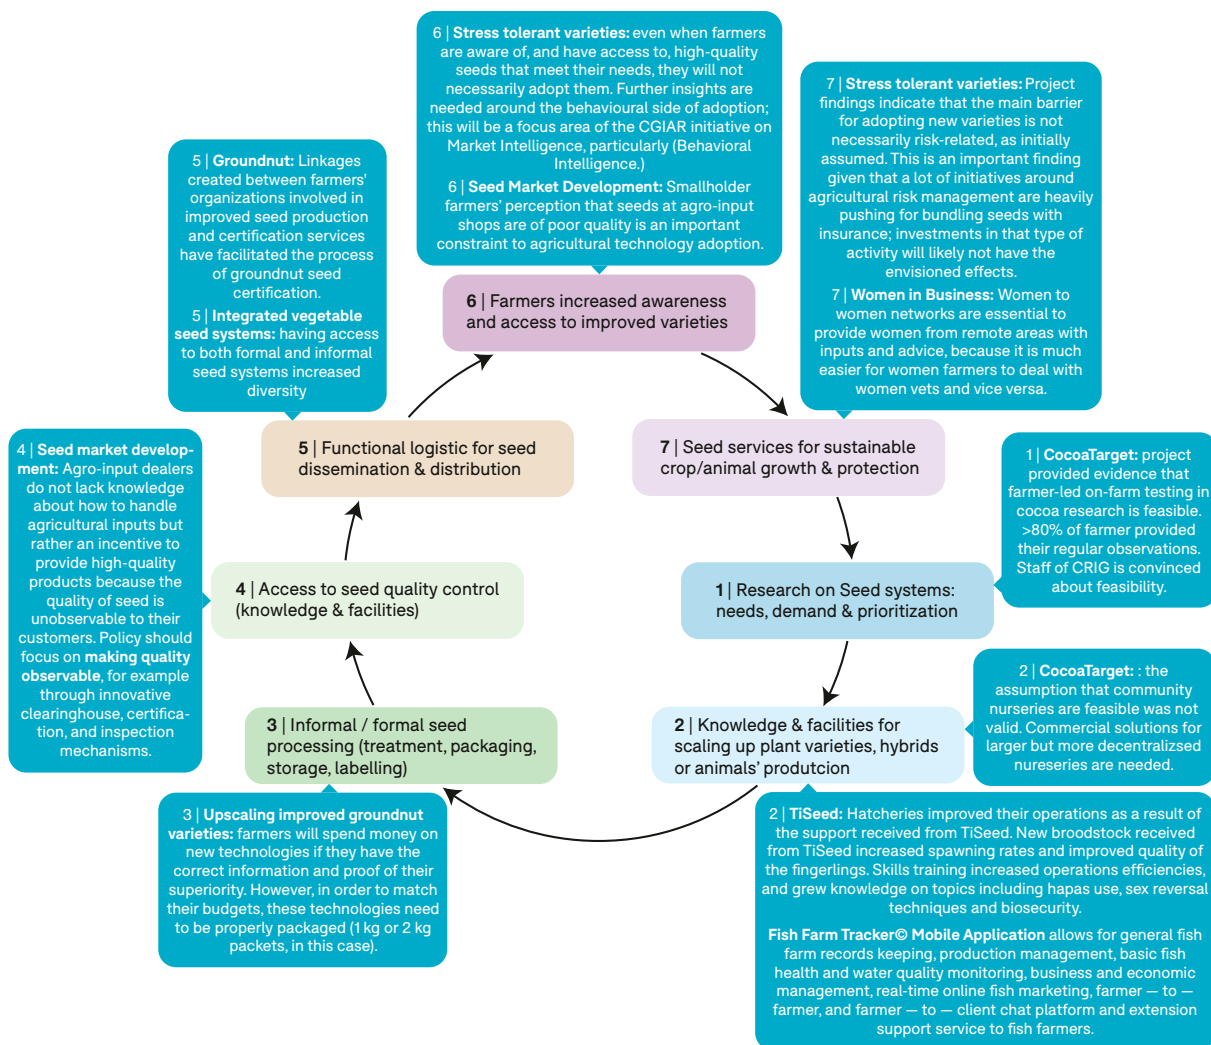 6 | Stress tolerant varieties: even when farmers
are aware of, and have access to, high-quality
seeds that meet their needs, they will not
necessarily adopt them. Further insights are
needed around the behavioural side of adoption;
this will be a focus area of the CGIAR initiative on
Market Intelligence, particularly (Behavioral
Intelligence.)
6 | Seed Market Development: Smallholder
farmers' perception that seeds at agro-input
shops are of poor quality is an important
constraint to agricultural technology adoption.
7 | Stress tolerant varieties: Project
findings indicate that the main barrier
for adopting new varieties is not
necessarily risk-related, as initially
assumed. This is an important finding
given that a lot of initiatives around
agricultural risk management are heavily
pushing for bundling seeds with
insurance; investments in that type of
activity will likely not have the
envisioned effects.
7 | Women in Business: Women to
women networks are essential to
provide women from remote areas with
inputs and advice, because it is much
easier for women farmers to deal with
women vets and vice versa.
5 | Groundnut: Linkages
created between farmers'
organizations involved in
improved seed production
and certification services
have facilitated the process
of groundnut seed
certification.
5 | Integrated vegetable
seed systems: having access
to both formal and informal
seed systems increased
diversity
6 | Farmers increased awareness
and access to improved varieties
5 | Functional logistic for seed
dissemination & distribution
7 | Seed services for sustainable
crop/animal growth & protection
4 | Seed market develop-
ment: Agro-input dealers
do not lack knowledge
about how to handle
agricultural inputs but
rather an incentive to
provide high-quality
products because the
quality of seed is
unobservable to their
customers. Policy should
focus on making quality
observable, for example
through innovative
clearinghouse, certifica-
tion, and inspection
mechanisms.
1 | CocoaTarget: project
provided evidence that
farmer-led on-farm testing in
cocoa research is feasible.
>80% of farmer provided
their regular observations.
Staff of CRIG is convinced
about feasibility.
4 | Access to seed quality control
(knowledge & facilities)
1 | Research on Seed systems:
needs, demand & prioritization
2 | CocoaTarget: : the
assumption that community
nurseries are feasible was not
valid. Commercial solutions for
larger but more decentralizsed
nureseries are needed.
3 | Informal / formal seed
processing (treatment, packaging,
storage, labelling)
2 | Knowledge & facilities for
scaling up plant varieties, hybrids
or animals' produtcion
3 | Upscaling improved groundnut
varieties: farmers will spend money on
new technologies if they have the
correct information and proof of their
superiority. However, in order to match
their budgets, these technologies need
to be properly packaged (1 kg or 2 kg
packets, in this case).
2 | TiSeed: Hatcheries improved their operations as a result of
the support received from TiSeed. New broodstock received
from TiSeed increased spawning rates and improved quality of
the fingerlings. Skills training increased operations efficiencies,
and grew knowledge on topics including hapas use, sex reversal
techniques and biosecurity.
Fish Farm Tracker© Mobile Application allows for general fish
farm records keeping, production management, basic fish
health and water quality monitoring, business and economic
management, real-time online fish marketing, farmer — to —
farmer, and farmer — to — client chat platform and extension
support service to fish farmers.